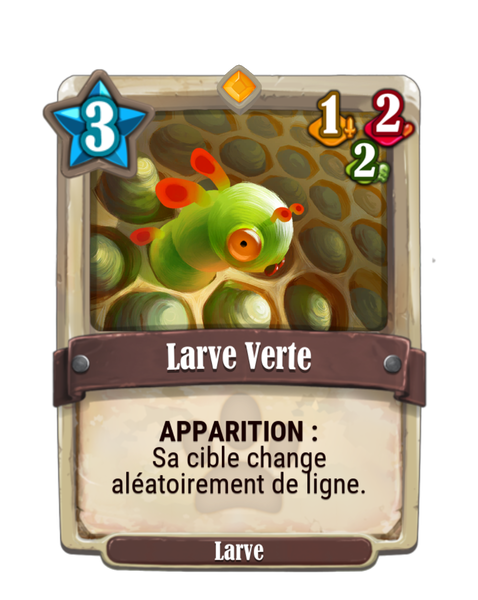 3
1
2
2
Larve Verte
APPARITION :
Sa cible change
aléatoirement de ligne.
Larve